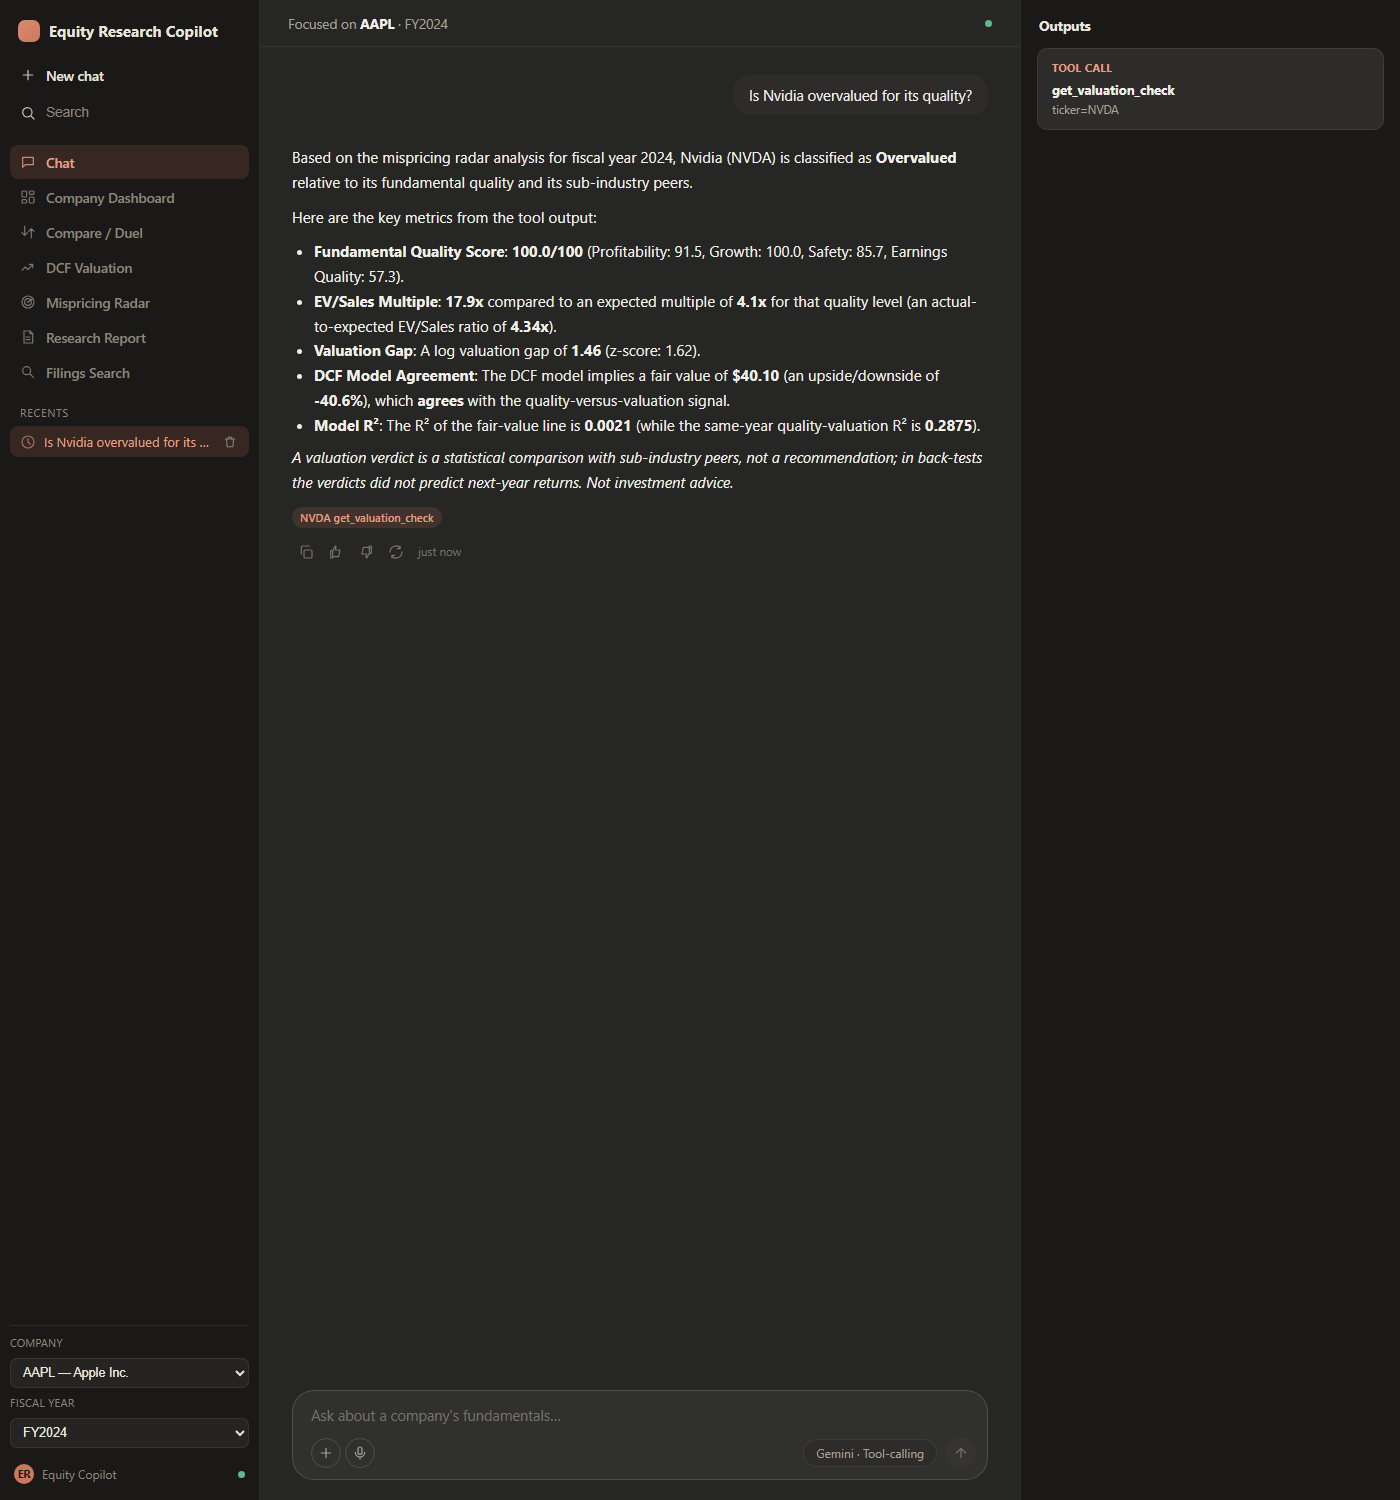 Equity Research Copilot
New chat
Search
Chat
Company Dashboard
Compare / Duel
DCF Valuation
Mispricing Radar
Research Report
Filings Search
RECENTS
Is Nvidia overvalued for its ...
COMPANY
AAPL — Apple Inc.
FISCAL YEAR
FY2024
ER Equity Copilot
Focused on AAPL · FY2024
Is Nvidia overvalued for its quality?
Based on the mispricing radar analysis for fiscal year 2024, Nvidia (NVDA) is classified as Overvalued
relative to its fundamental quality and its sub-industry peers.
Here are the key metrics from the tool output:
• Fundamental Quality Score: 100.0/100 (Profitability: 91.5, Growth: 100.0, Safety: 85.7, Earnings
Quality: 57.3).
• EV/Sales Multiple: 17.9x compared to an expected multiple of 4.1x for that quality level (an actual-
to-expected EV/Sales ratio of 4.34x).
• Valuation Gap: A log valuation gap of 1.46 (z-score: 1.62).
• DCF Model Agreement: The DCF model implies a fair value of $40.10 (an upside/downside of
-40.6%), which agrees with the quality-versus-valuation signal.
• Model R²: The R² of the fair-value line is 0.0021 (while the same-year quality-valuation R² is 0.2875).
A valuation verdict is a statistical comparison with sub-industry peers, not a recommendation; in back-tests
the verdicts did not predict next-year returns. Not investment advice.
NVDA get_valuation_check
just now
Ask about a company's fundamentals...
Gemini · Tool-calling
Outputs
TOOL CALL
get_valuation_check
ticker=NVDA